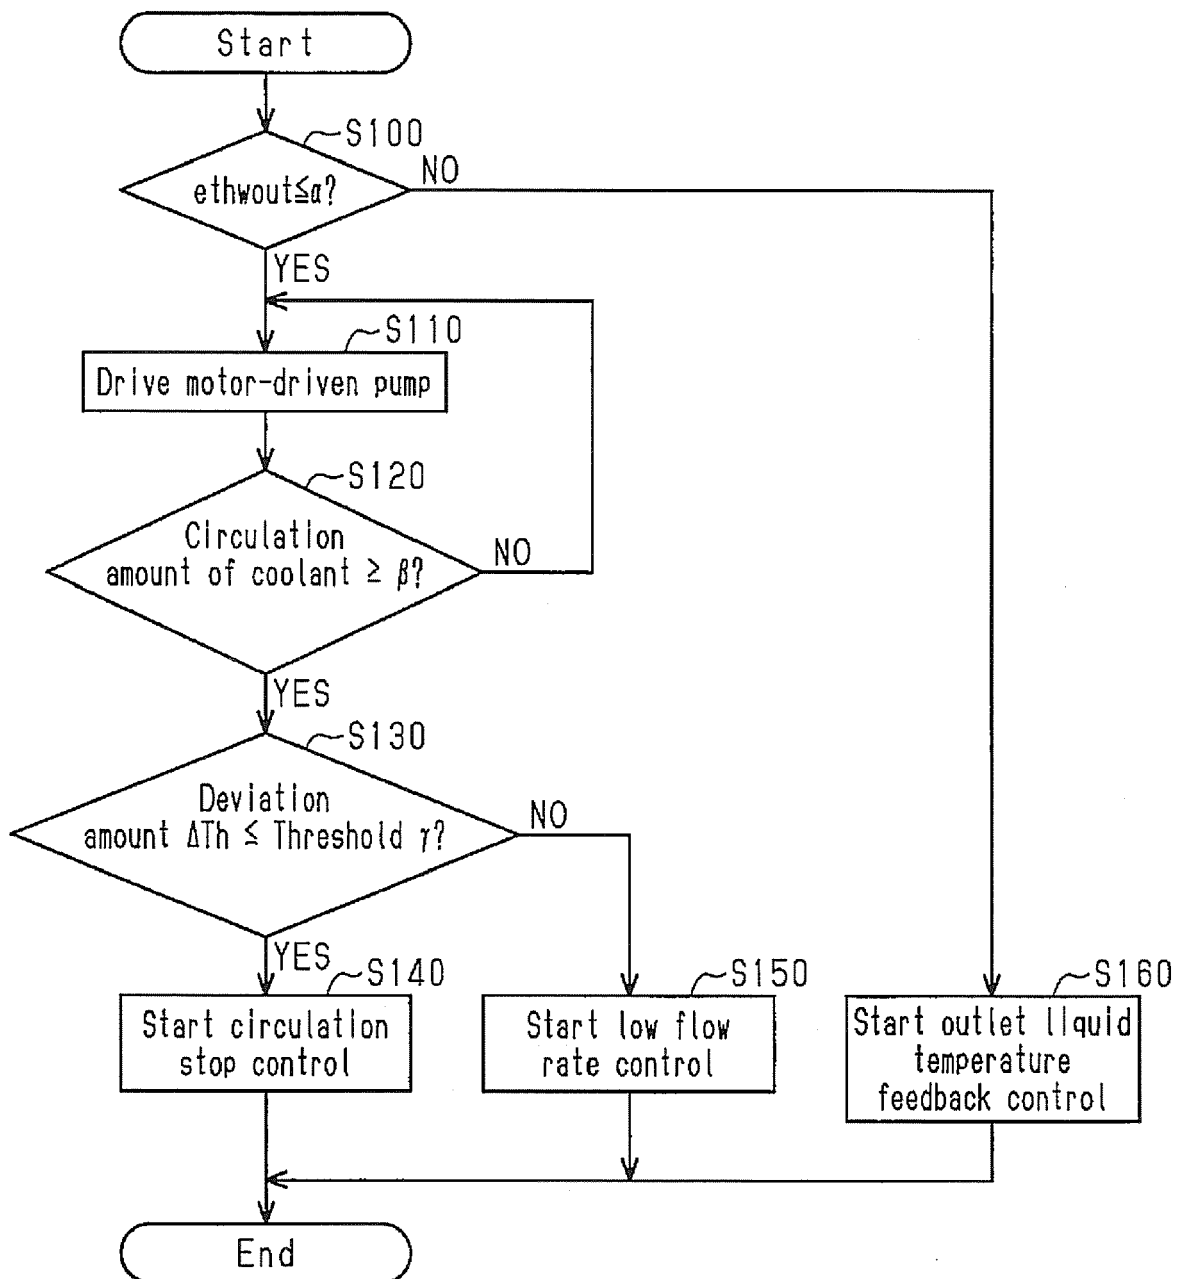 Start
S100
ethwout≦α?
NO
YES
S110
Drive motor-driven pump
S120
Circulation
amount of coolant ≥ β?
NO
YES
S130
Deviation
amount ΔTh ≦ Threshold γ?
NO
YES
S140
Start circulation
stop control
S150
Start low flow
rate control
S160
Start outlet liquid
temperature
feedback control
End